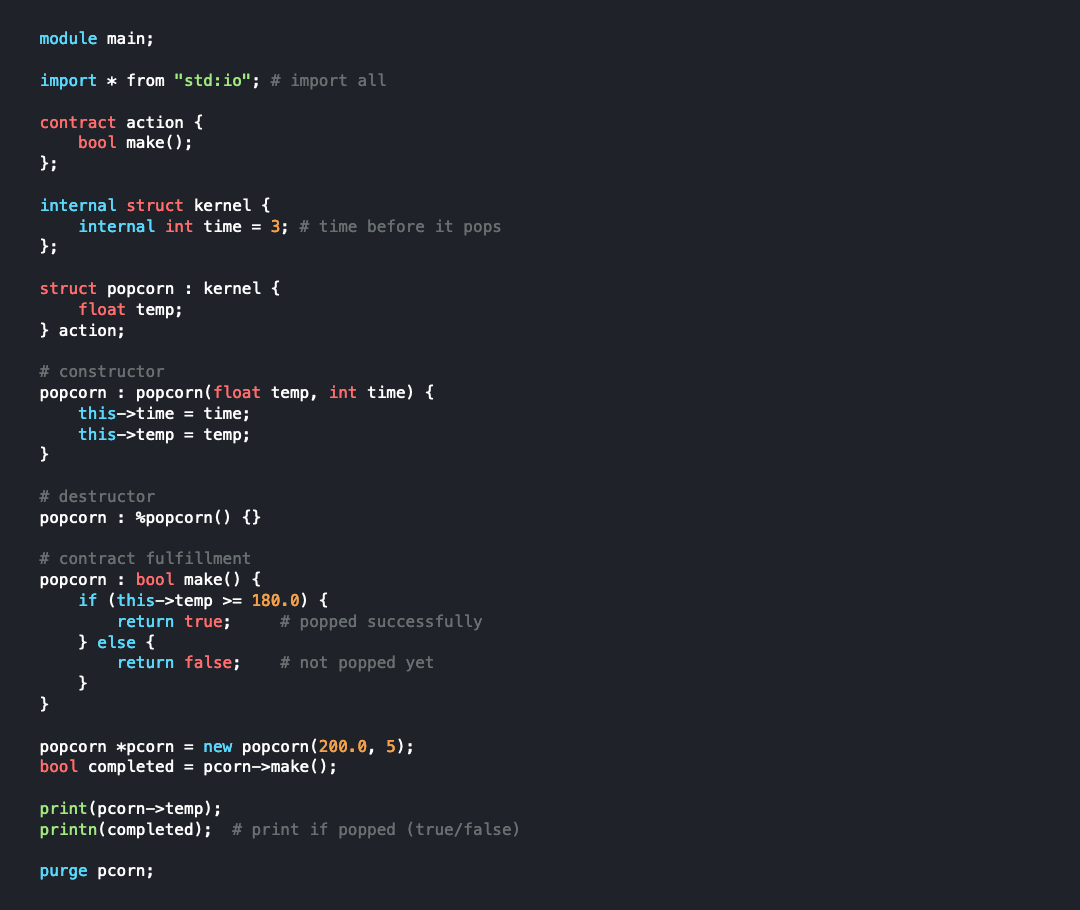 module main;
import * from "std:io"; # import all
contract action {
    bool make();
};
internal struct kernel {
    internal int time = 3; # time before it pops
};
struct popcorn : kernel {
    float temp;
} action;
# constructor
popcorn : popcorn(float temp, int time) {
    this->time = time;
    this->temp = temp;
}
# destructor
popcorn : %popcorn() {}
# contract fulfillment
popcorn : bool make() {
    if (this->temp >= 180.0) {
        return true;     # popped successfully
    } else {
        return false;    # not popped yet
    }
}
popcorn *pcorn = new popcorn(200.0, 5);
bool completed = pcorn->make();
print(pcorn->temp);
printn(completed);  # print if popped (true/false)
purge pcorn;